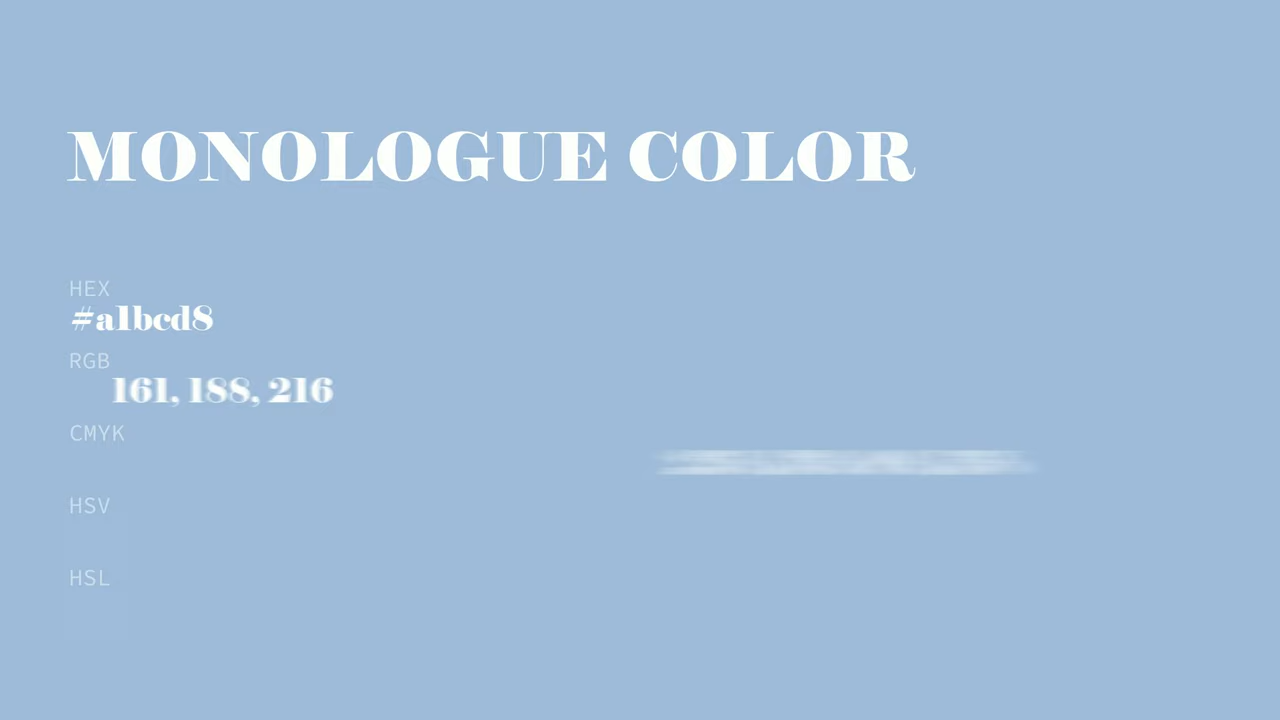 MONOLOGUE COLOR
HEX
#a1bcd8
RGB
161, 188, 216
CMYK
HSV
HSL